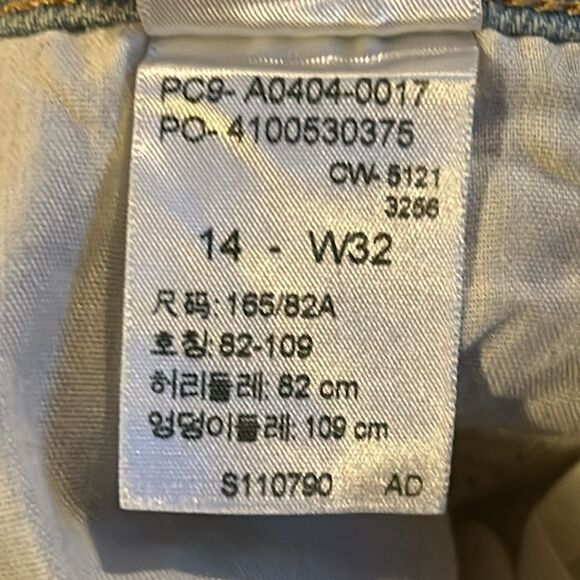 PC9- A0404-0017
PO- 4100530375
CW- 5121
3256
14 - W32
尺码: 165/82A
호칭: 82-109
허리둘레: 82 cm
엉덩이둘레: 109 cm
S110790 AD